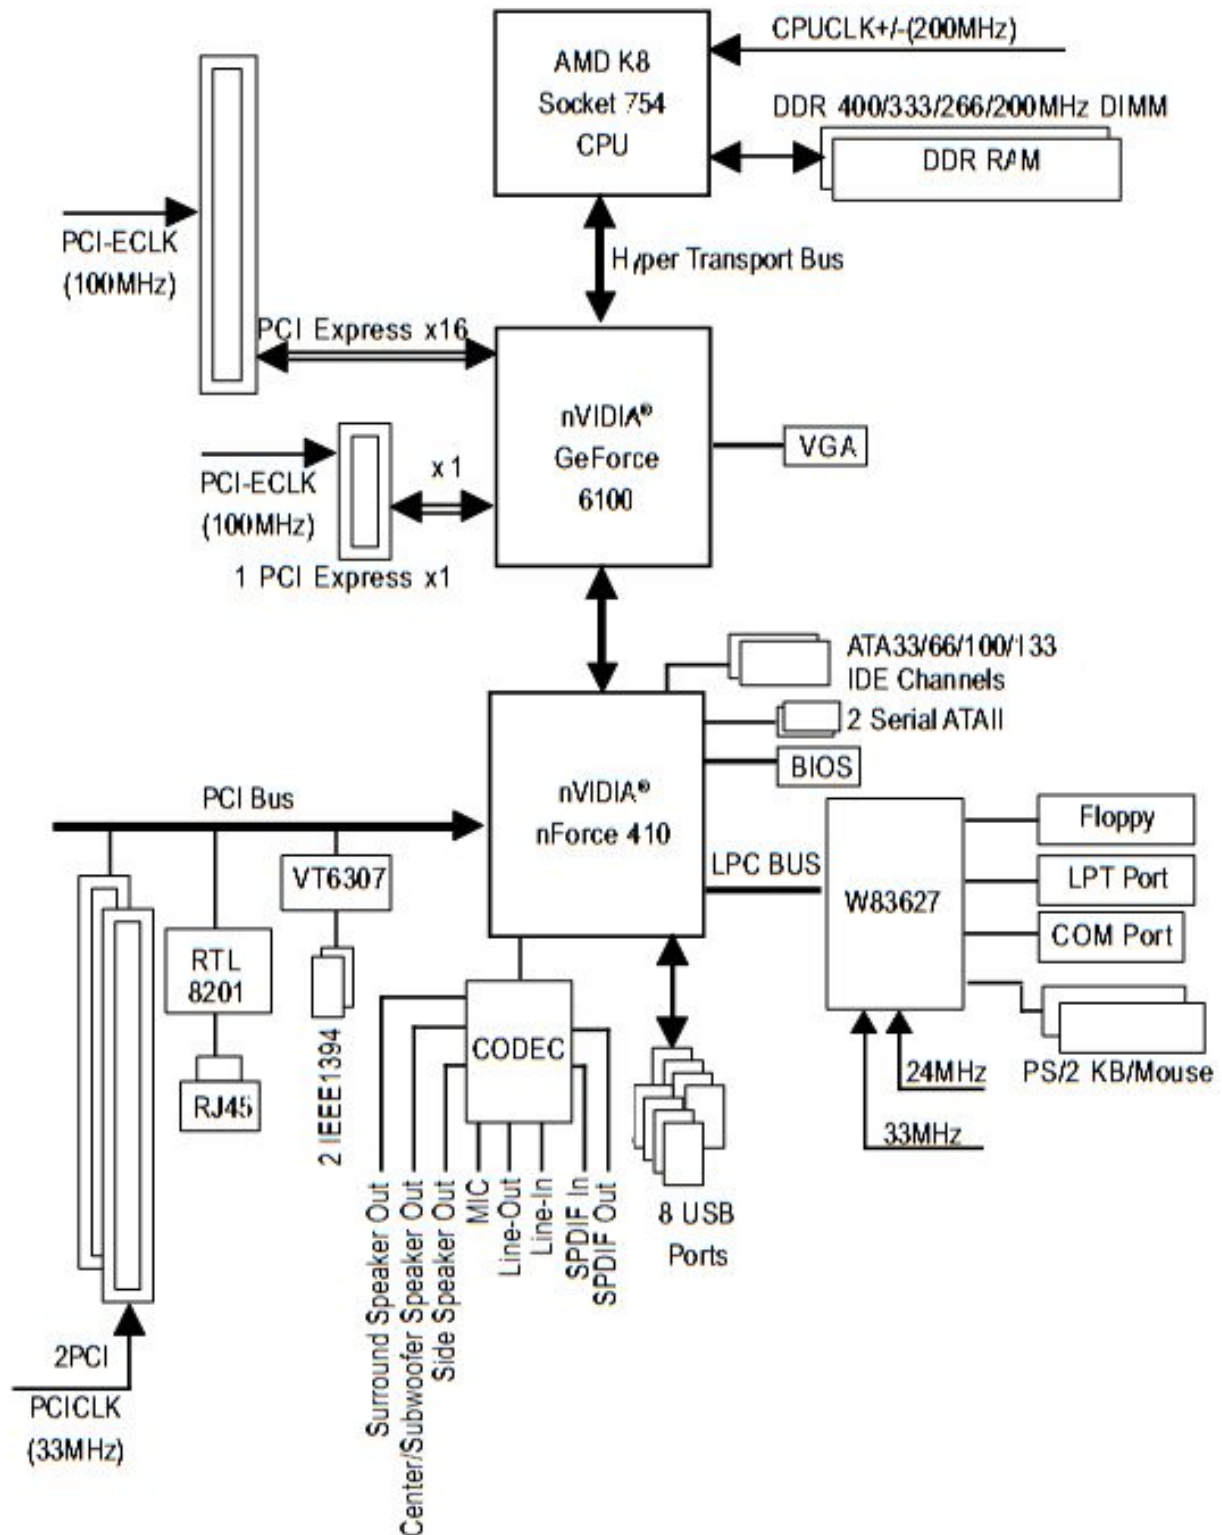 CPUCLK+/-(200MHz)
AMD K8
Socket 754
CPU
DDR 400/333/266/200MHz DIMM
DDR RAM
PCI-ECLK
(100MHz)
Hyper Transport Bus
PCI Express x16
nVIDIA®
GeForce
6100
VGA
x1
PCI-ECLK
(100MHz)
1 PCI Express x1
ATA33/66/100/133
IDE Channels
2 Serial ATAII
BIOS
nVIDIA®
nForce 410
PCI Bus
LPC BUS
W83627
Floppy
LPT Port
COM Port
PS/2 KB/Mouse
24MHz
33MHz
VT6307
RTL
8201
RJ45
2 IEEE1394
CODEC
Surround Speaker Out
Center/Subwoofer Speaker Out
Side Speaker Out
MIC
Line-Out
Line-In
SPDIF In
SPDIF Out
8 USB
Ports
2PCI
PCICLK
(33MHz)